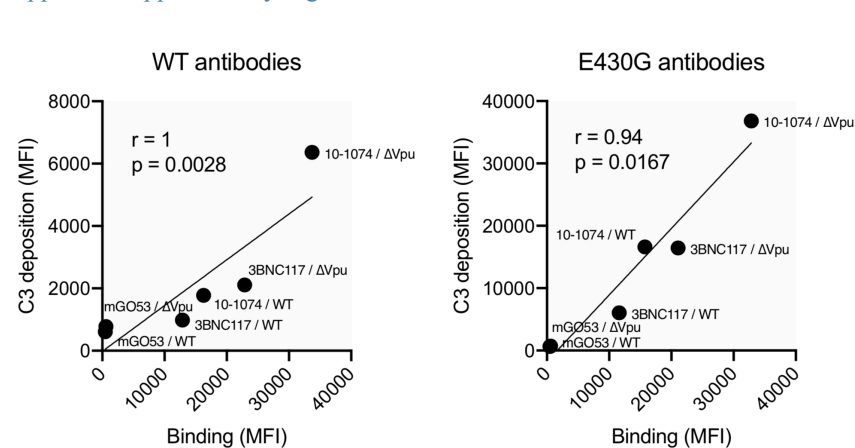 WT antibodies
8000
6000
4000
2000
0
C3 deposition (MFI)
r = 1
p = 0.0028
10-1074 / ΔVpu
3BNC117 / ΔVpu
10-1074 / WT
3BNC117 / WT
mGO53 / ΔVpu
mGO53 / WT
0
10000
20000
30000
40000
Binding (MFI)
E430G antibodies
40000
30000
20000
10000
0
C3 deposition (MFI)
r = 0.94
p = 0.0167
10-1074 / ΔVpu
10-1074 / WT
3BNC117 / ΔVpu
3BNC117 / WT
mGO53 / ΔVpu
mGO53 / WT
0
10000
20000
30000
40000
Binding (MFI)